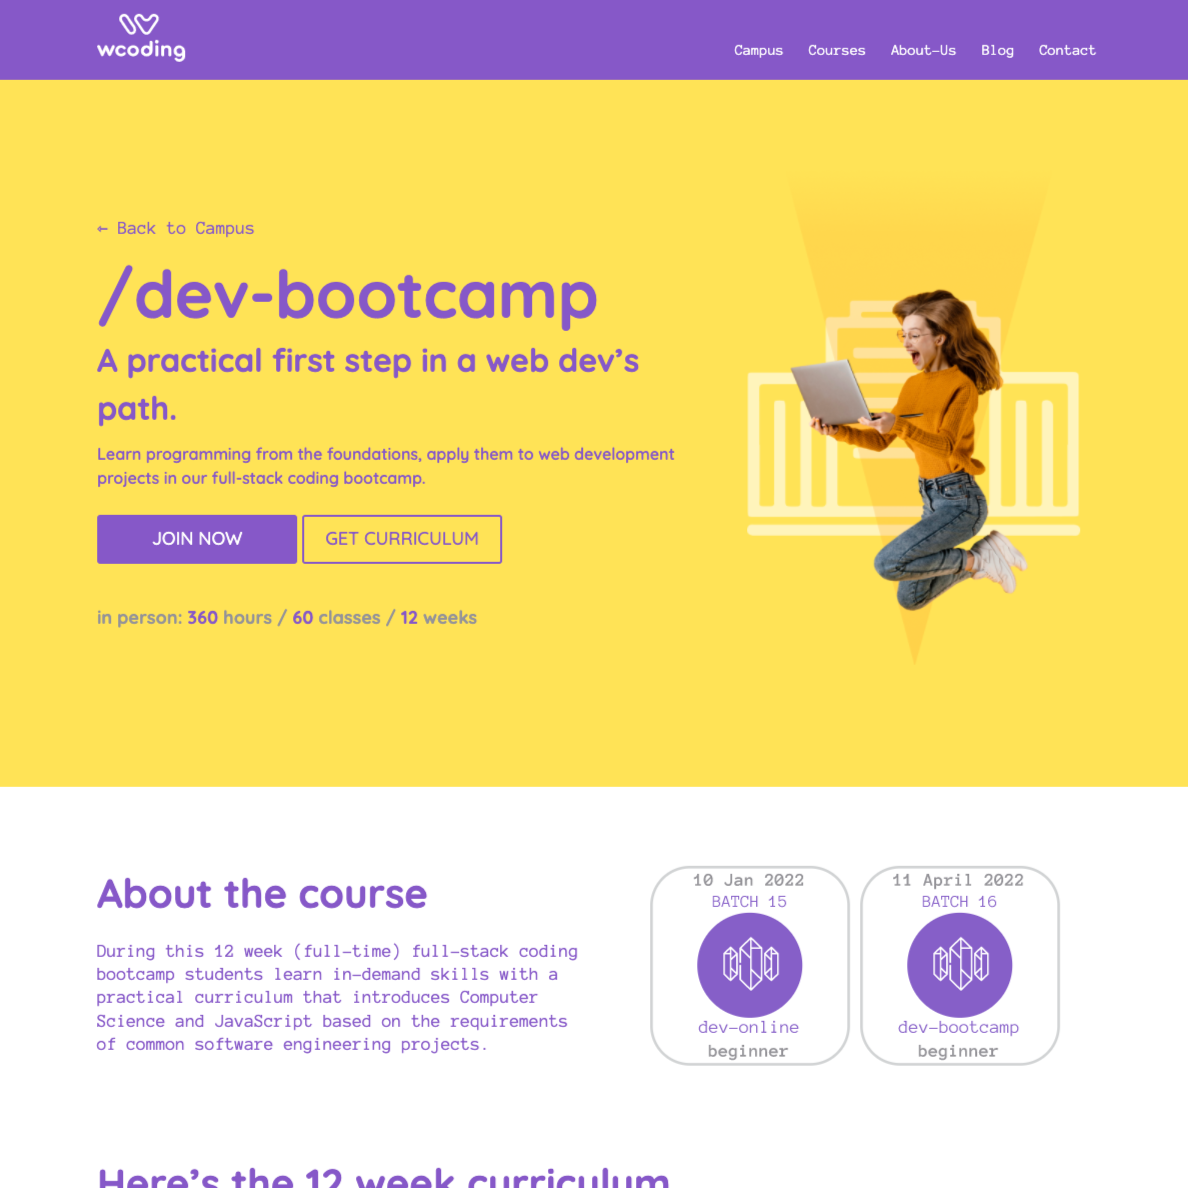 wcoding
Campus Courses About-Us Blog Contact
← Back to Campus
/dev-bootcamp
A practical first step in a web dev’s
path.
Learn programming from the foundations, apply them to web development
projects in our full-stack coding bootcamp.
JOIN NOW GET CURRICULUM
in person: 360 hours / 60 classes / 12 weeks
About the course
During this 12 week (full-time) full-stack coding
bootcamp students learn in-demand skills with a
practical curriculum that introduces Computer
Science and JavaScript based on the requirements
of common software engineering projects.
10 Jan 2022
BATCH 15
dev-online
beginner
11 April 2022
BATCH 16
dev-bootcamp
beginner
Here’s the 12 week curriculum